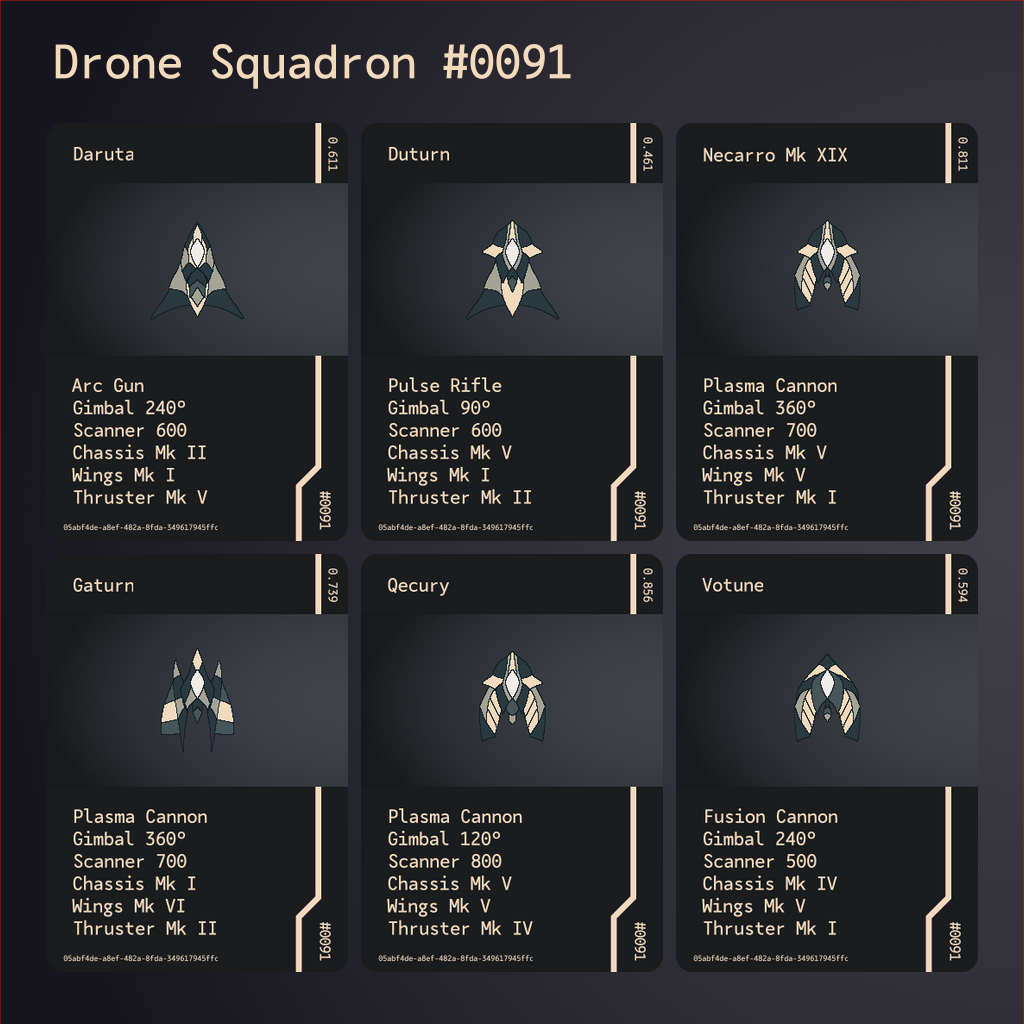 Drone Squadron #0091
Daruta
0.611
Arc Gun
Gimbal 240°
Scanner 600
Chassis Mk II
Wings Mk I
Thruster Mk V
#0091
05abf4de-a8ef-482a-8fda-349617945ffc
Duturn
0.461
Pulse Rifle
Gimbal 90°
Scanner 600
Chassis Mk V
Wings Mk I
Thruster Mk II
#0091
05abf4de-a8ef-482a-8fda-349617945ffc
Necarro Mk XIX
0.811
Plasma Cannon
Gimbal 360°
Scanner 700
Chassis Mk V
Wings Mk V
Thruster Mk I
#0091
05abf4de-a8ef-482a-8fda-349617945ffc
Gaturn
0.739
Plasma Cannon
Gimbal 360°
Scanner 700
Chassis Mk I
Wings Mk VI
Thruster Mk II
#0091
05abf4de-a8ef-482a-8fda-349617945ffc
Qecury
0.856
Plasma Cannon
Gimbal 120°
Scanner 800
Chassis Mk V
Wings Mk V
Thruster Mk IV
#0091
05abf4de-a8ef-482a-8fda-349617945ffc
Votune
0.594
Fusion Cannon
Gimbal 240°
Scanner 500
Chassis Mk IV
Wings Mk V
Thruster Mk I
#0091
05abf4de-a8ef-482a-8fda-349617945ffc